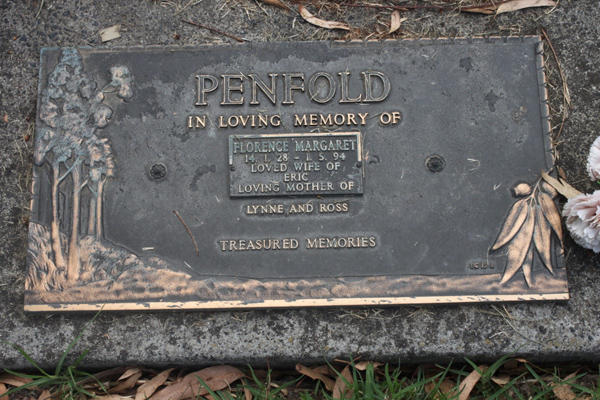 PENFOLD
IN LOVING MEMORY OF
FLORENCE MARGARET
14. 1. 28 - 1. 5. 94
LOVED WIFE OF
ERIC
LOVING MOTHER OF
LYNNE AND ROSS
TREASURED MEMORIES